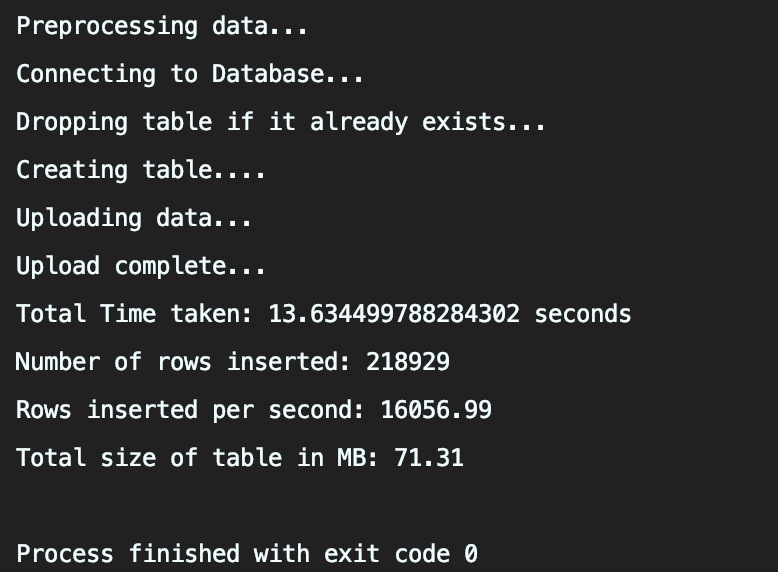 Preprocessing data...
Connecting to Database...
Dropping table if it already exists...
Creating table....
Uploading data...
Upload complete...
Total Time taken: 13.634499788284302 seconds
Number of rows inserted: 218929
Rows inserted per second: 16056.99
Total size of table in MB: 71.31
Process finished with exit code 0